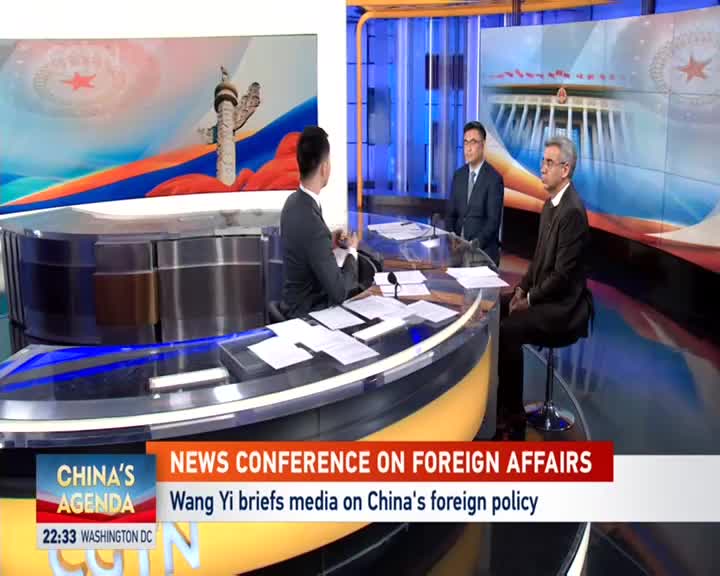 NEWS CONFERENCE ON FOREIGN AFFAIRS
CHINA'S
AGENDA
Wang Yi briefs media on China's foreign policy
22:33 WASHINGTON DC
CGTN